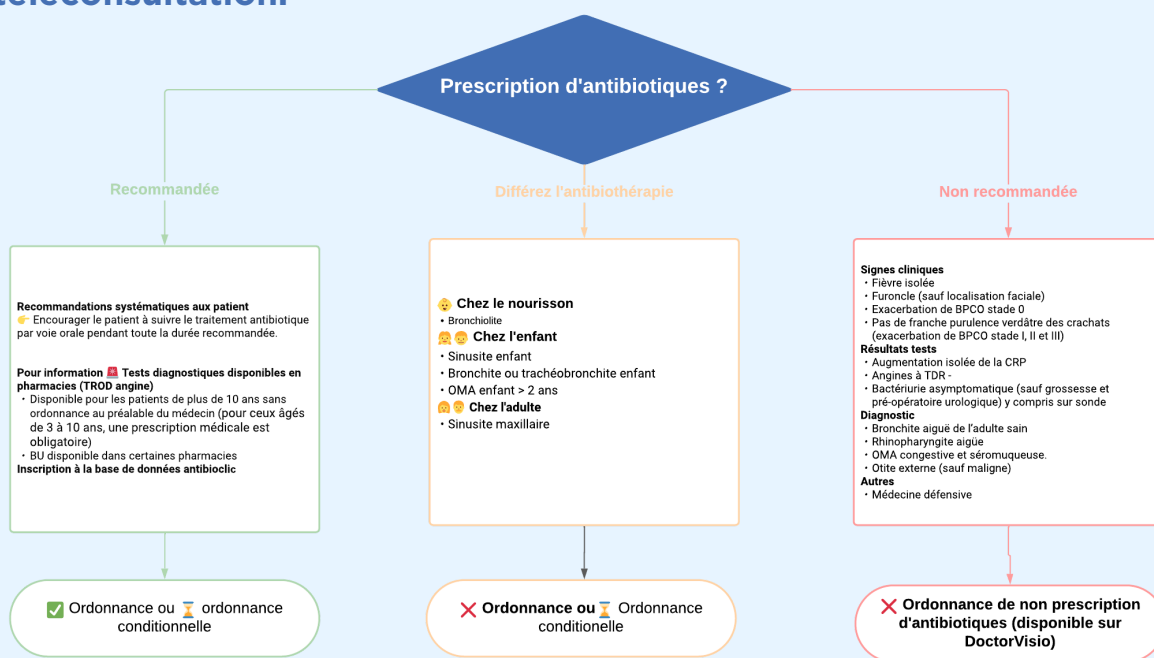 téléconsultation.
Prescription d'antibiotiques ?
Recommandée
Différez l'antibiothérapie
Non recommandée
Recommandations systématiques aux patient
👉 Encourager le patient à suivre le traitement antibiotique
par voie orale pendant toute la durée recommandée.
Pour information 🚨 Tests diagnostiques disponibles en
pharmacies (TROD angine)
• Disponible pour les patients de plus de 10 ans sans
ordonnance au préalable du médecin (pour ceux âgés
de 3 à 10 ans, une prescription médicale est
obligatoire)
• BU disponible dans certaines pharmacies
Inscription à la base de données antibioclic
👶 Chez le nourisson
• Bronchiolite
👧👦 Chez l'enfant
• Sinusite enfant
• Bronchite ou trachéobronchite enfant
• OMA enfant > 2 ans
👩👨 Chez l'adulte
• Sinusite maxillaire
Signes cliniques
• Fièvre isolée
• Furoncle (sauf localisation faciale)
• Exacerbation de BPCO stade 0
• Pas de franche purulence verdâtre des crachats
(exacerbation de BPCO stade I, II et III)
Résultats tests
• Augmentation isolée de la CRP
• Angines à TDR -
• Bactériurie asymptomatique (sauf grossesse et
pré-opératoire urologique) y compris sur sonde
Diagnostic
• Bronchite aiguë de l'adulte sain
• Rhinopharyngite aigüe
• OMA congestive et séromuqueuse.
• Otite externe (sauf maligne)
Autres
• Médecine défensive
✅ Ordonnance ou ⏳ ordonnance
conditionnelle
❌ Ordonnance ou⏳ Ordonnance
conditionelle
❌ Ordonnance de non prescription
d'antibiotiques (disponible sur
DoctorVisio)